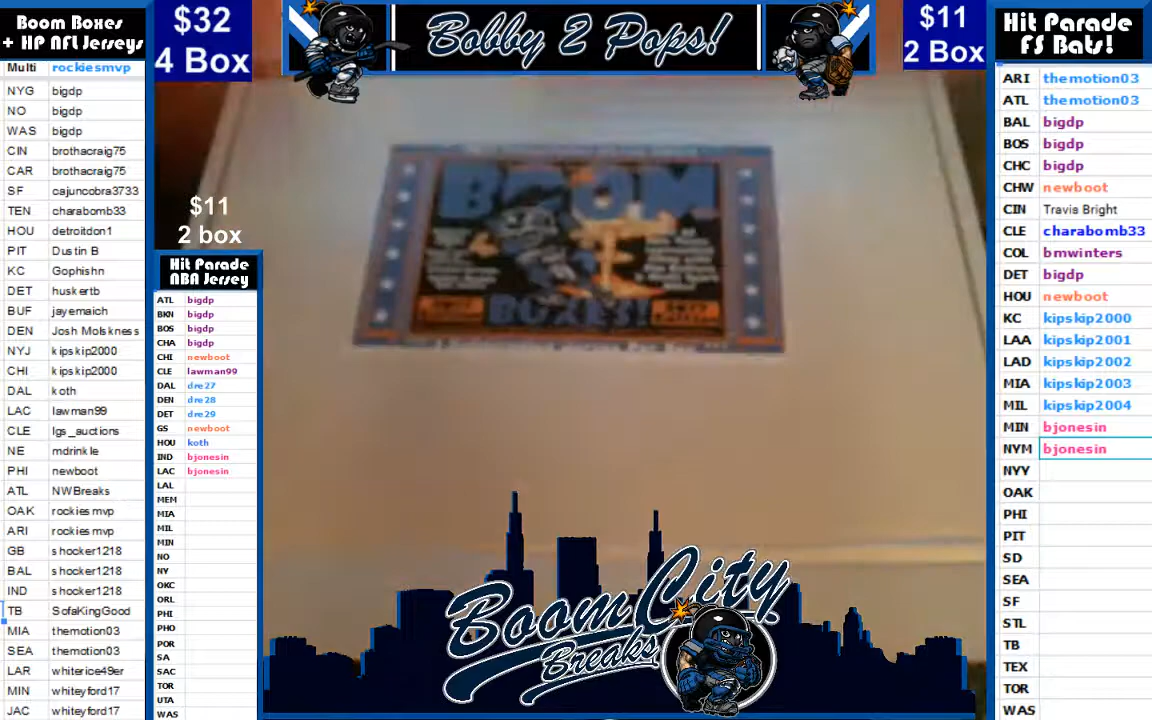 Boom Boxes
+ HP NFL Jerseys
Multi rockiesmvp
NYG bigdp
NO bigdp
WAS bigdp
CIN brothacraig75
CAR brothacraig75
SF cajuncobra3733
TEN charabomb33
HOU detroitdon1
PIT Dustin B
KC Gophishn
DET huskertb
BUF jayemaich
DEN Josh Molskness
NYJ kipskip2000
CHI kipskip2000
DAL koth
LAC lawman99
CLE lgs_auctions
NE mdrinkle
PHI newboot
ATL NWBreaks
OAK rockiesmvp
ARI rockiesmvp
GB shocker1218
BAL shocker1218
IND shocker1218
TB SofaKingGood
MIA themotion03
SEA themotion03
LAR whiterice49er
MIN whiteyford17
JAC whiteyford17
$32
4 Box
$11
2 box
Hit Parade
NBA Jersey
ATL bigdp
BKN bigdp
BOS bigdp
CHA bigdp
CHI newboot
CLE lawman99
DAL dre27
DEN dre28
DET dre29
GS newboot
HOU koth
IND bjonesin
LAC bjonesin
LAL
MEM
MIA
MIL
MIN
NO
NY
OKC
ORL
PHI
PHO
POR
SA
SAC
TOR
UTA
WAS
Bobby 2 Pops!
BOOM
BOXES!
Boom City
Breaks
$11
2 Box
Hit Parade
FS Bats!
ARI themotion03
ATL themotion03
BAL bigdp
BOS bigdp
CHC bigdp
CHW newboot
CIN Travis Bright
CLE charabomb33
COL bmwinters
DET bigdp
HOU newboot
KC kipskip2000
LAA kipskip2001
LAD kipskip2002
MIA kipskip2003
MIL kipskip2004
MIN bjonesin
NYM bjonesin
NYY
OAK
PHI
PIT
SD
SEA
SF
STL
TB
TEX
TOR
WAS